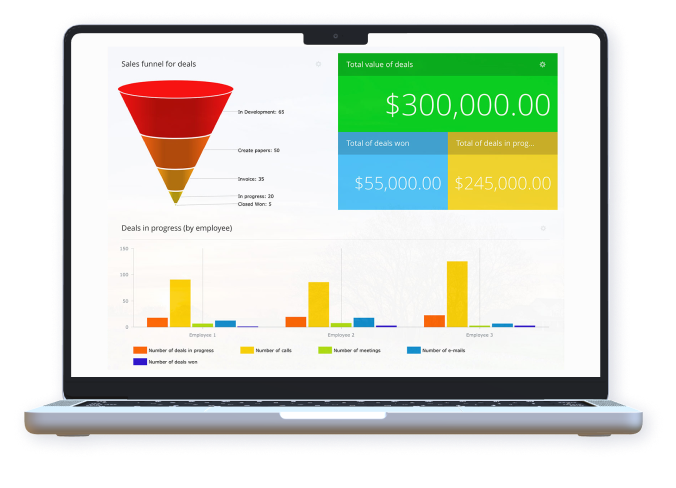 Sales funnel for deals
In Development: 65
Create papers: 50
Invoice: 35
In progress: 20
Closed Won: 5
Total value of deals
$300,000.00
Total of deals won
$55,000.00
Total of deals in prog...
$245,000.00
Deals in progress (by employee)
150
100
50
0
Employee 1
Employee 2
Employee 3
Number of deals in progress
Number of calls
Number of meetings
Number of e-mails
Number of deals won